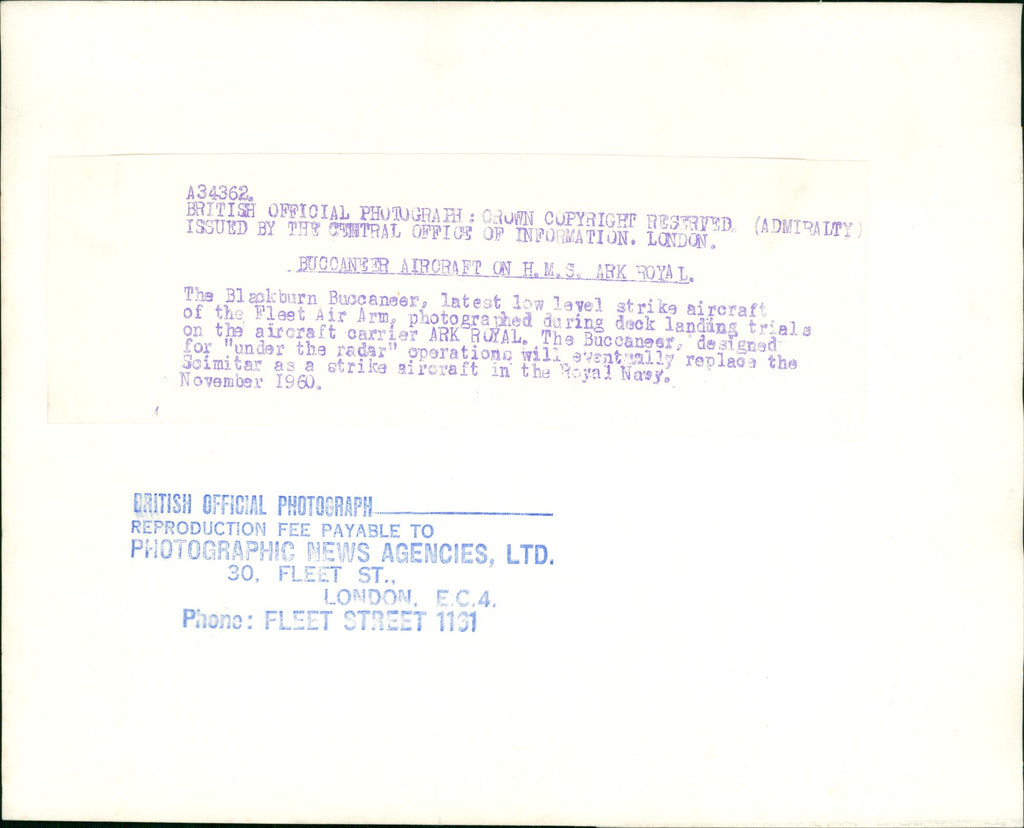 A34362.
BRITISH OFFICIAL PHOTOGRAPH: CROWN COPYRIGHT RESERVED. (ADMIRALTY)
ISSUED BY THE CENTRAL OFFICE OF INFORMATION. LONDON.
BUCCANEER AIRCRAFT ON H.M.S. ARK ROYAL.
The Blackburn Buccaneer, latest low level strike aircraft
of the Fleet Air Arm, photographed during deck landing trials
on the aircraft carrier ARK ROYAL. The Buccaneer, designed
for "under the radar" operations will eventually replace the
Scimitar as a strike aircraft in the Royal Navy.
November 1960.
BRITISH OFFICIAL PHOTOGRAPH
REPRODUCTION FEE PAYABLE TO
PHOTOGRAPHIC NEWS AGENCIES, LTD.
30, FLEET ST.,
LONDON, E.C.4.
Phone: FLEET STREET 1161